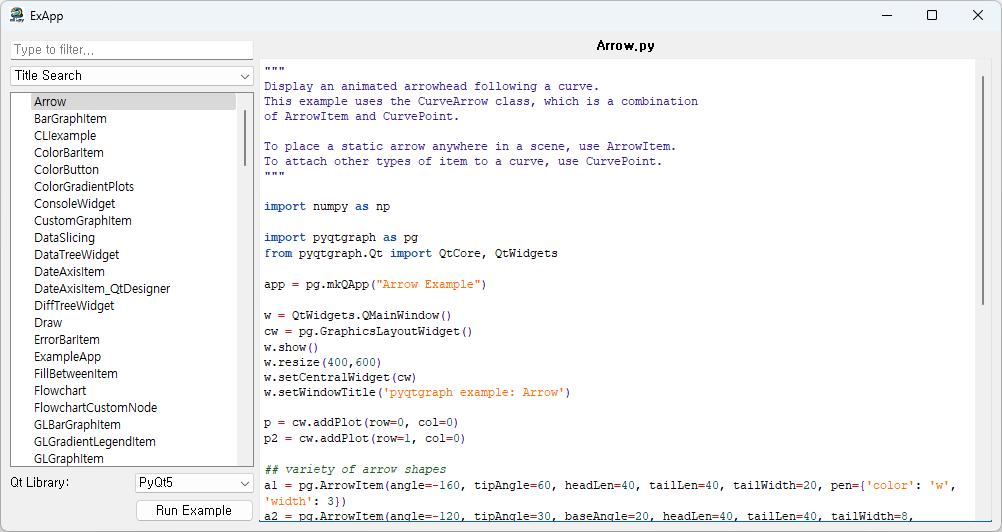 ExApp
Type to filter...
Title Search
Arrow
BarGraphItem
CLIexample
ColorBarItem
ColorButton
ColorGradientPlots
ConsoleWidget
CustomGraphItem
DataSlicing
DataTreeWidget
DateAxisItem
DateAxisItem_QtDesigner
DiffTreeWidget
Draw
ErrorBarItem
ExampleApp
FillBetweenItem
Flowchart
FlowchartCustomNode
GLBarGraphItem
GLGradientLegendItem
GLGraphItem
Qt Library:
PyQt5
Run Example
Arrow.py
"""
Display an animated arrowhead following a curve.
This example uses the CurveArrow class, which is a combination
of ArrowItem and CurvePoint.
To place a static arrow anywhere in a scene, use ArrowItem.
To attach other types of item to a curve, use CurvePoint.
"""
import numpy as np
import pyqtgraph as pg
from pyqtgraph.Qt import QtCore, QtWidgets
app = pg.mkQApp("Arrow Example")
w = QtWidgets.QMainWindow()
cw = pg.GraphicsLayoutWidget()
w.show()
w.resize(400,600)
w.setCentralWidget(cw)
w.setWindowTitle('pyqtgraph example: Arrow')
p = cw.addPlot(row=0, col=0)
p2 = cw.addPlot(row=1, col=0)
## variety of arrow shapes
a1 = pg.ArrowItem(angle=-160, tipAngle=60, headLen=40, tailLen=40, tailWidth=20, pen={'color': 'w',
'width': 3})
a2 = pg.ArrowItem(angle=-120, tipAngle=30, baseAngle=20, headLen=40, tailLen=40, tailWidth=8,